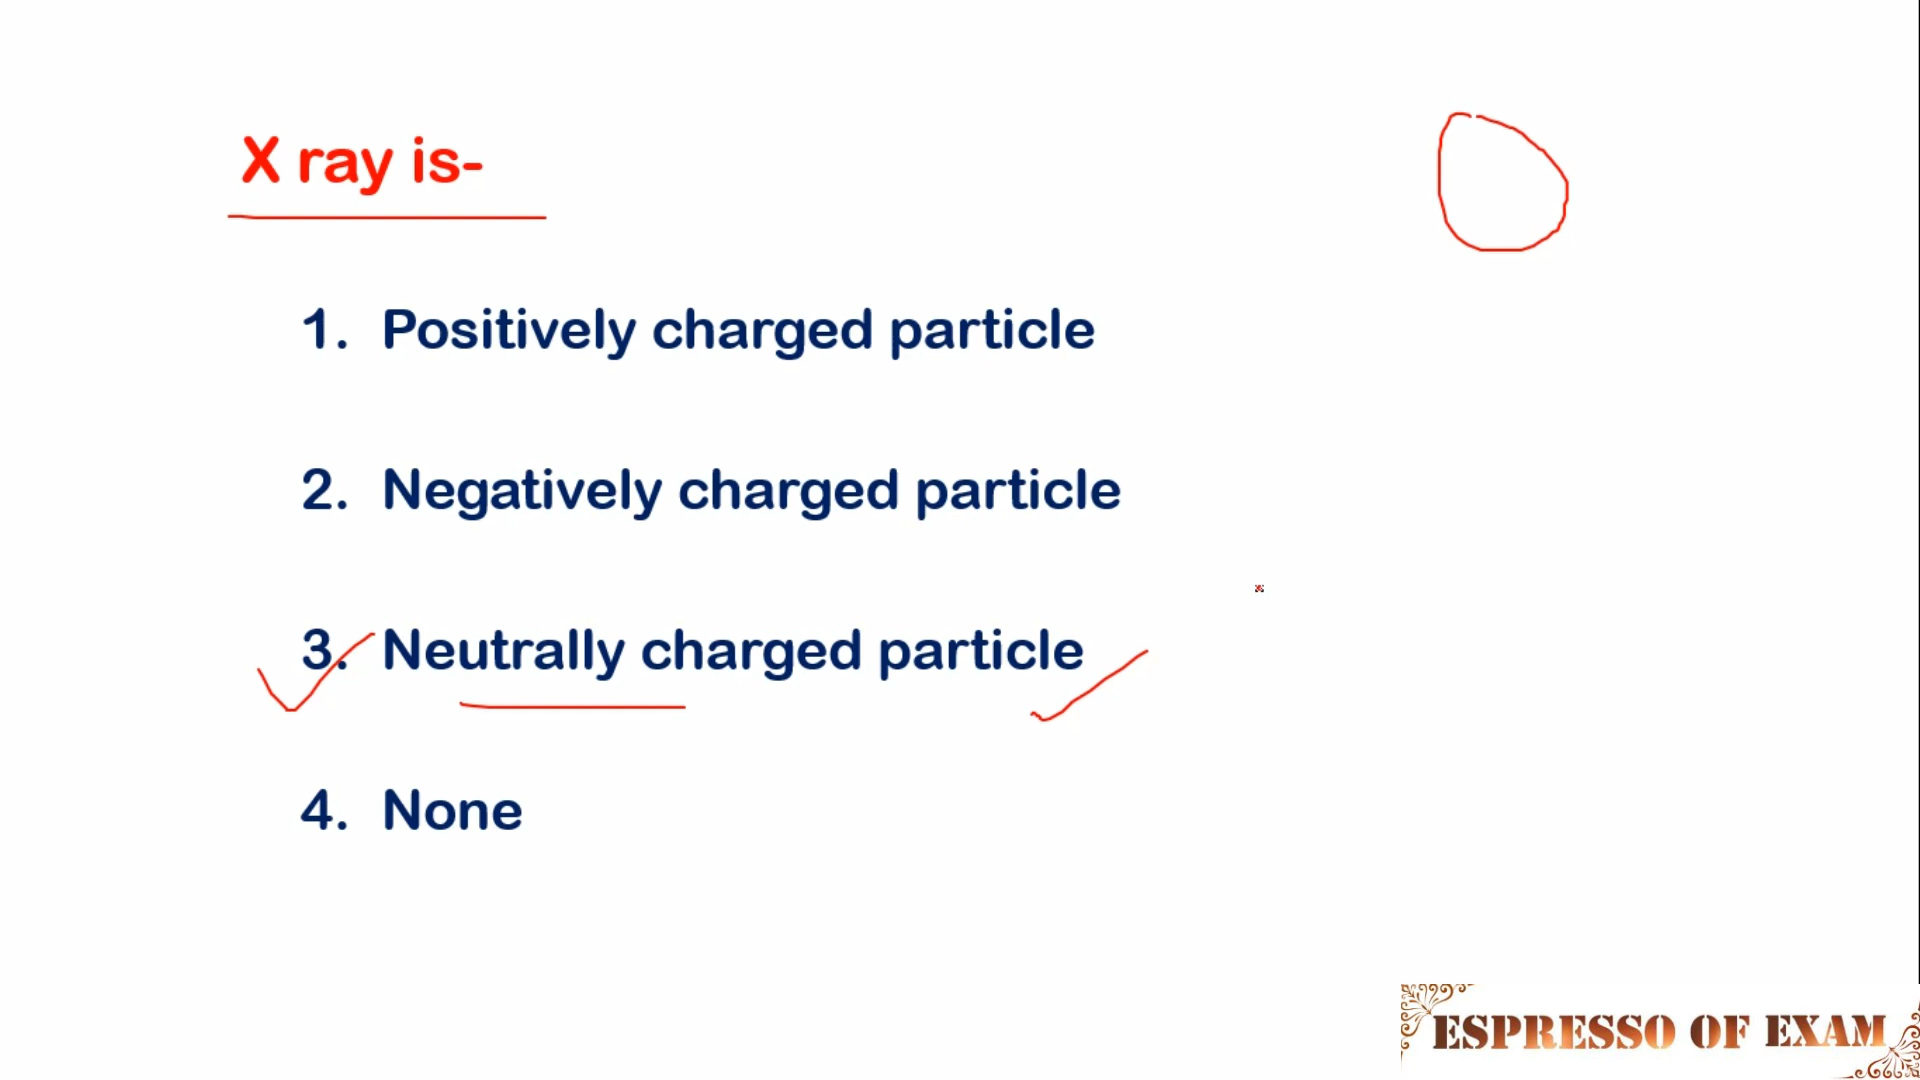 X ray is-
1. Positively charged particle
2. Negatively charged particle
3. Neutrally charged particle
4. None
ESPRESSO OF EXAM